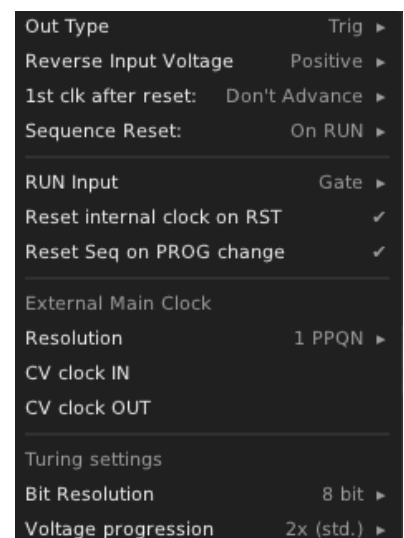 Out Type Trig ▸
Reverse Input Voltage Positive ▸
1st clk after reset: Don't Advance ▸
Sequence Reset: On RUN ▸
RUN Input Gate ▸
Reset internal clock on RST ✔
Reset Seq on PROG change ✔
External Main Clock
Resolution 1 PPQN ▸
CV clock IN
CV clock OUT
Turing settings
Bit Resolution 8 bit ▸
Voltage progression 2x (std.) ▸